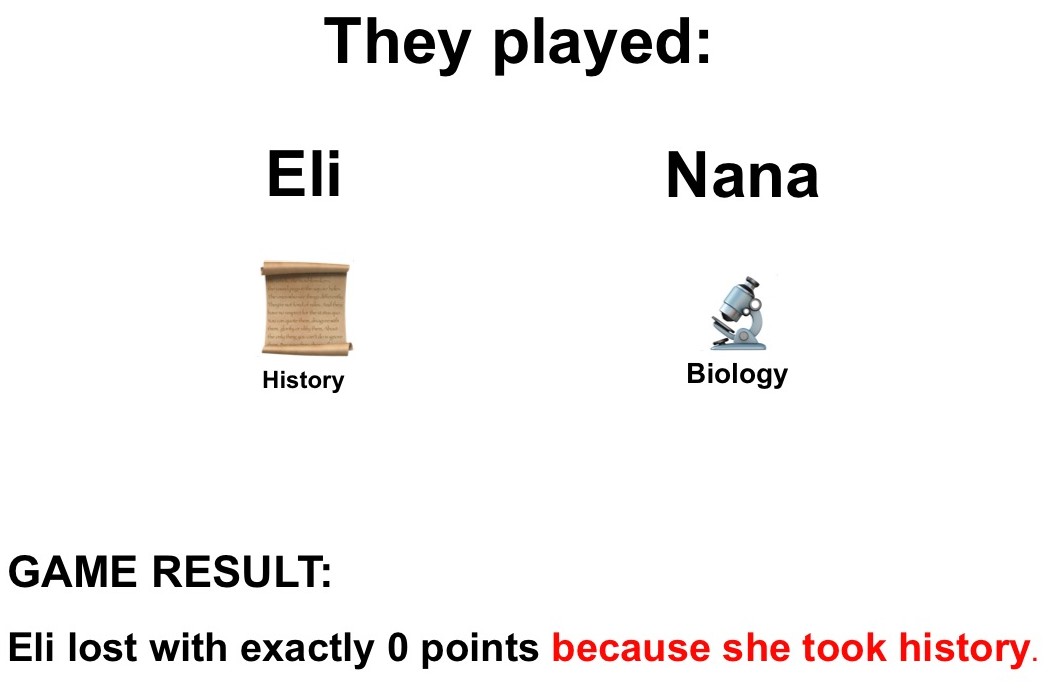 They played:
Eli Nana
History Biology
GAME RESULT:
Eli lost with exactly 0 points because she took history.